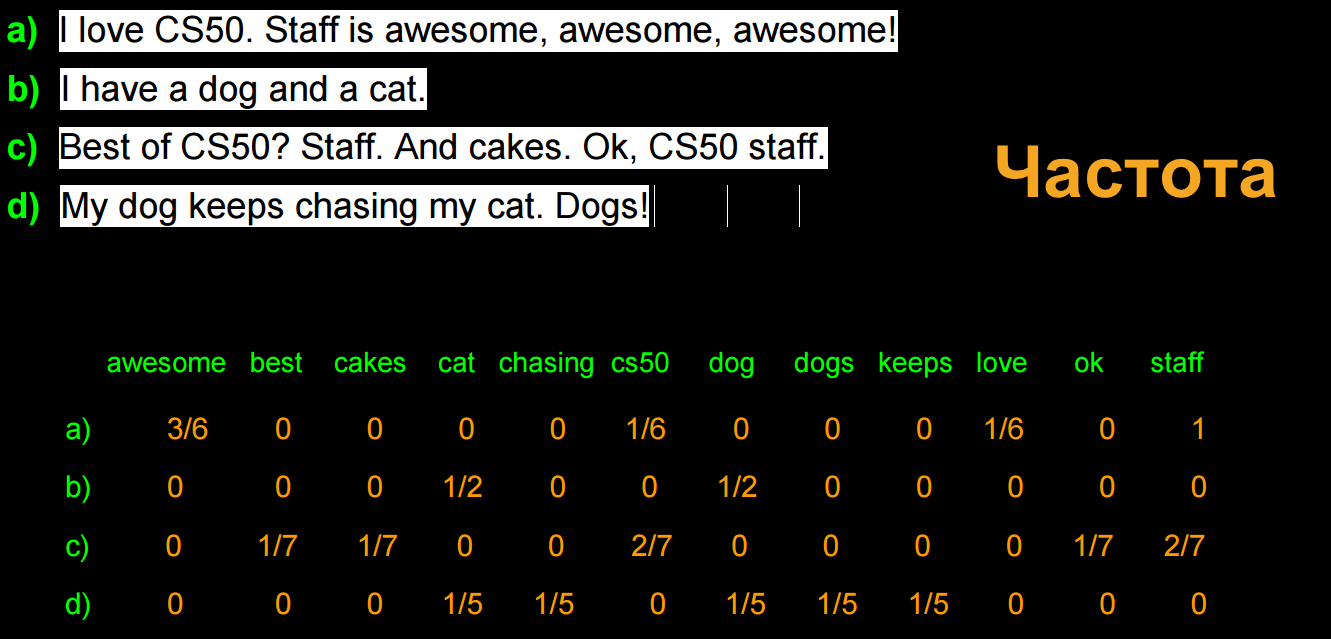 a) I love CS50. Staff is awesome, awesome, awesome!
b) I have a dog and a cat.
c) Best of CS50? Staff. And cakes. Ok, CS50 staff.
d) My dog keeps chasing my cat. Dogs!
Частота
awesome best cakes cat chasing cs50 dog dogs keeps love ok staff
a) 3/6 0 0 0 0 1/6 0 0 0 1/6 0 1
b) 0 0 0 1/2 0 0 1/2 0 0 0 0 0
c) 0 1/7 1/7 0 0 2/7 0 0 0 0 1/7 2/7
d) 0 0 0 1/5 1/5 0 1/5 1/5 1/5 0 0 0